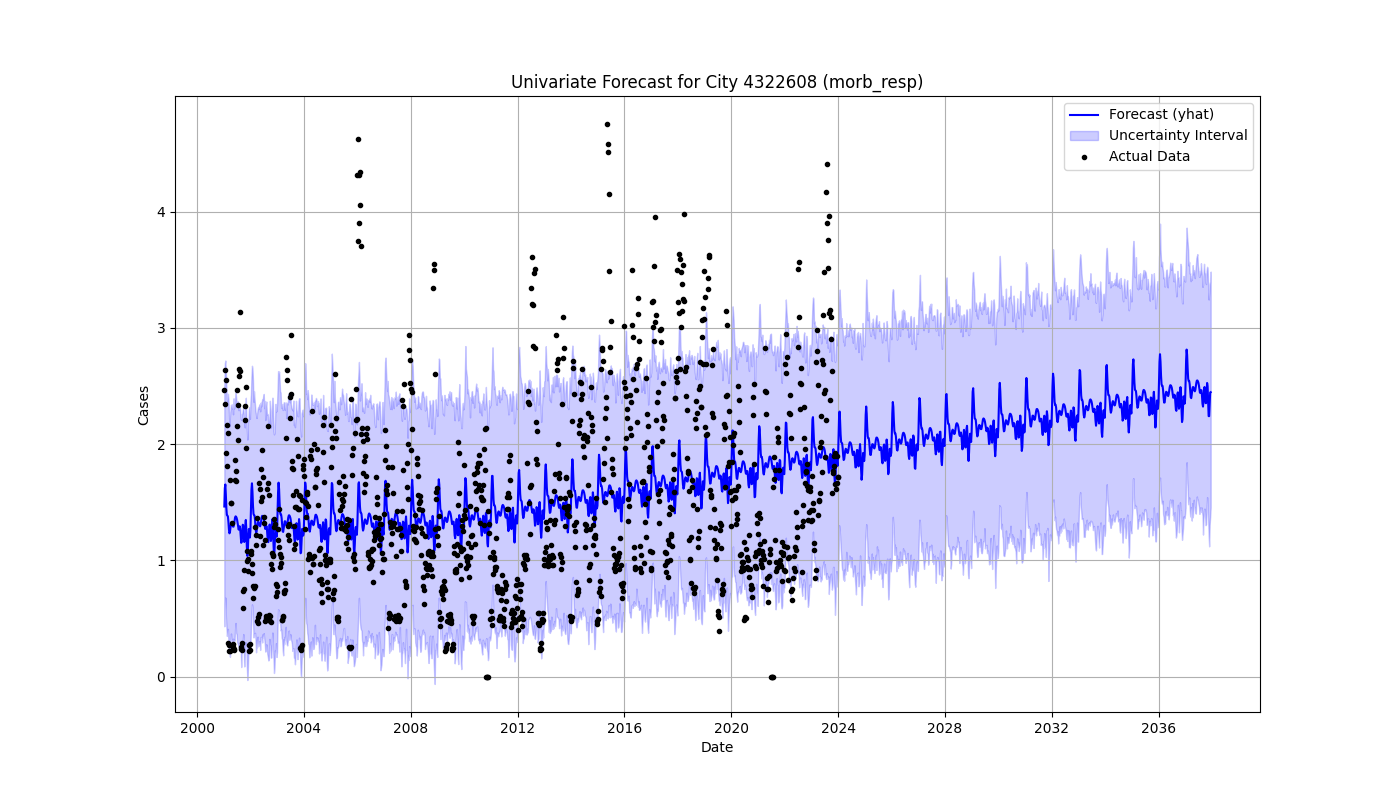 Univariate Forecast for City 4322608 (morb_resp)
Forecast (yhat)
Uncertainty Interval
Actual Data
Cases
4
3
2
1
0
2000 2004 2008 2012 2016 2020 2024 2028 2032 2036
Date